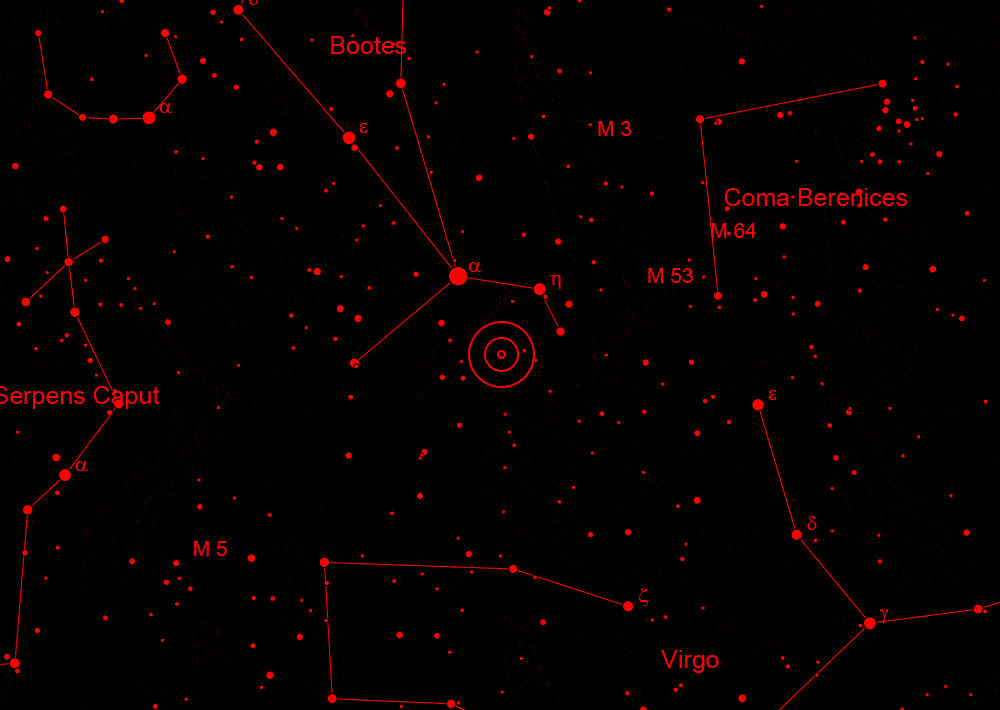 δ
Bootes
α
ε
M 3
Coma Berenices
M 64
α
M 53
η
Serpens Caput
ε
α
δ
M 5
ζ
γ
Virgo